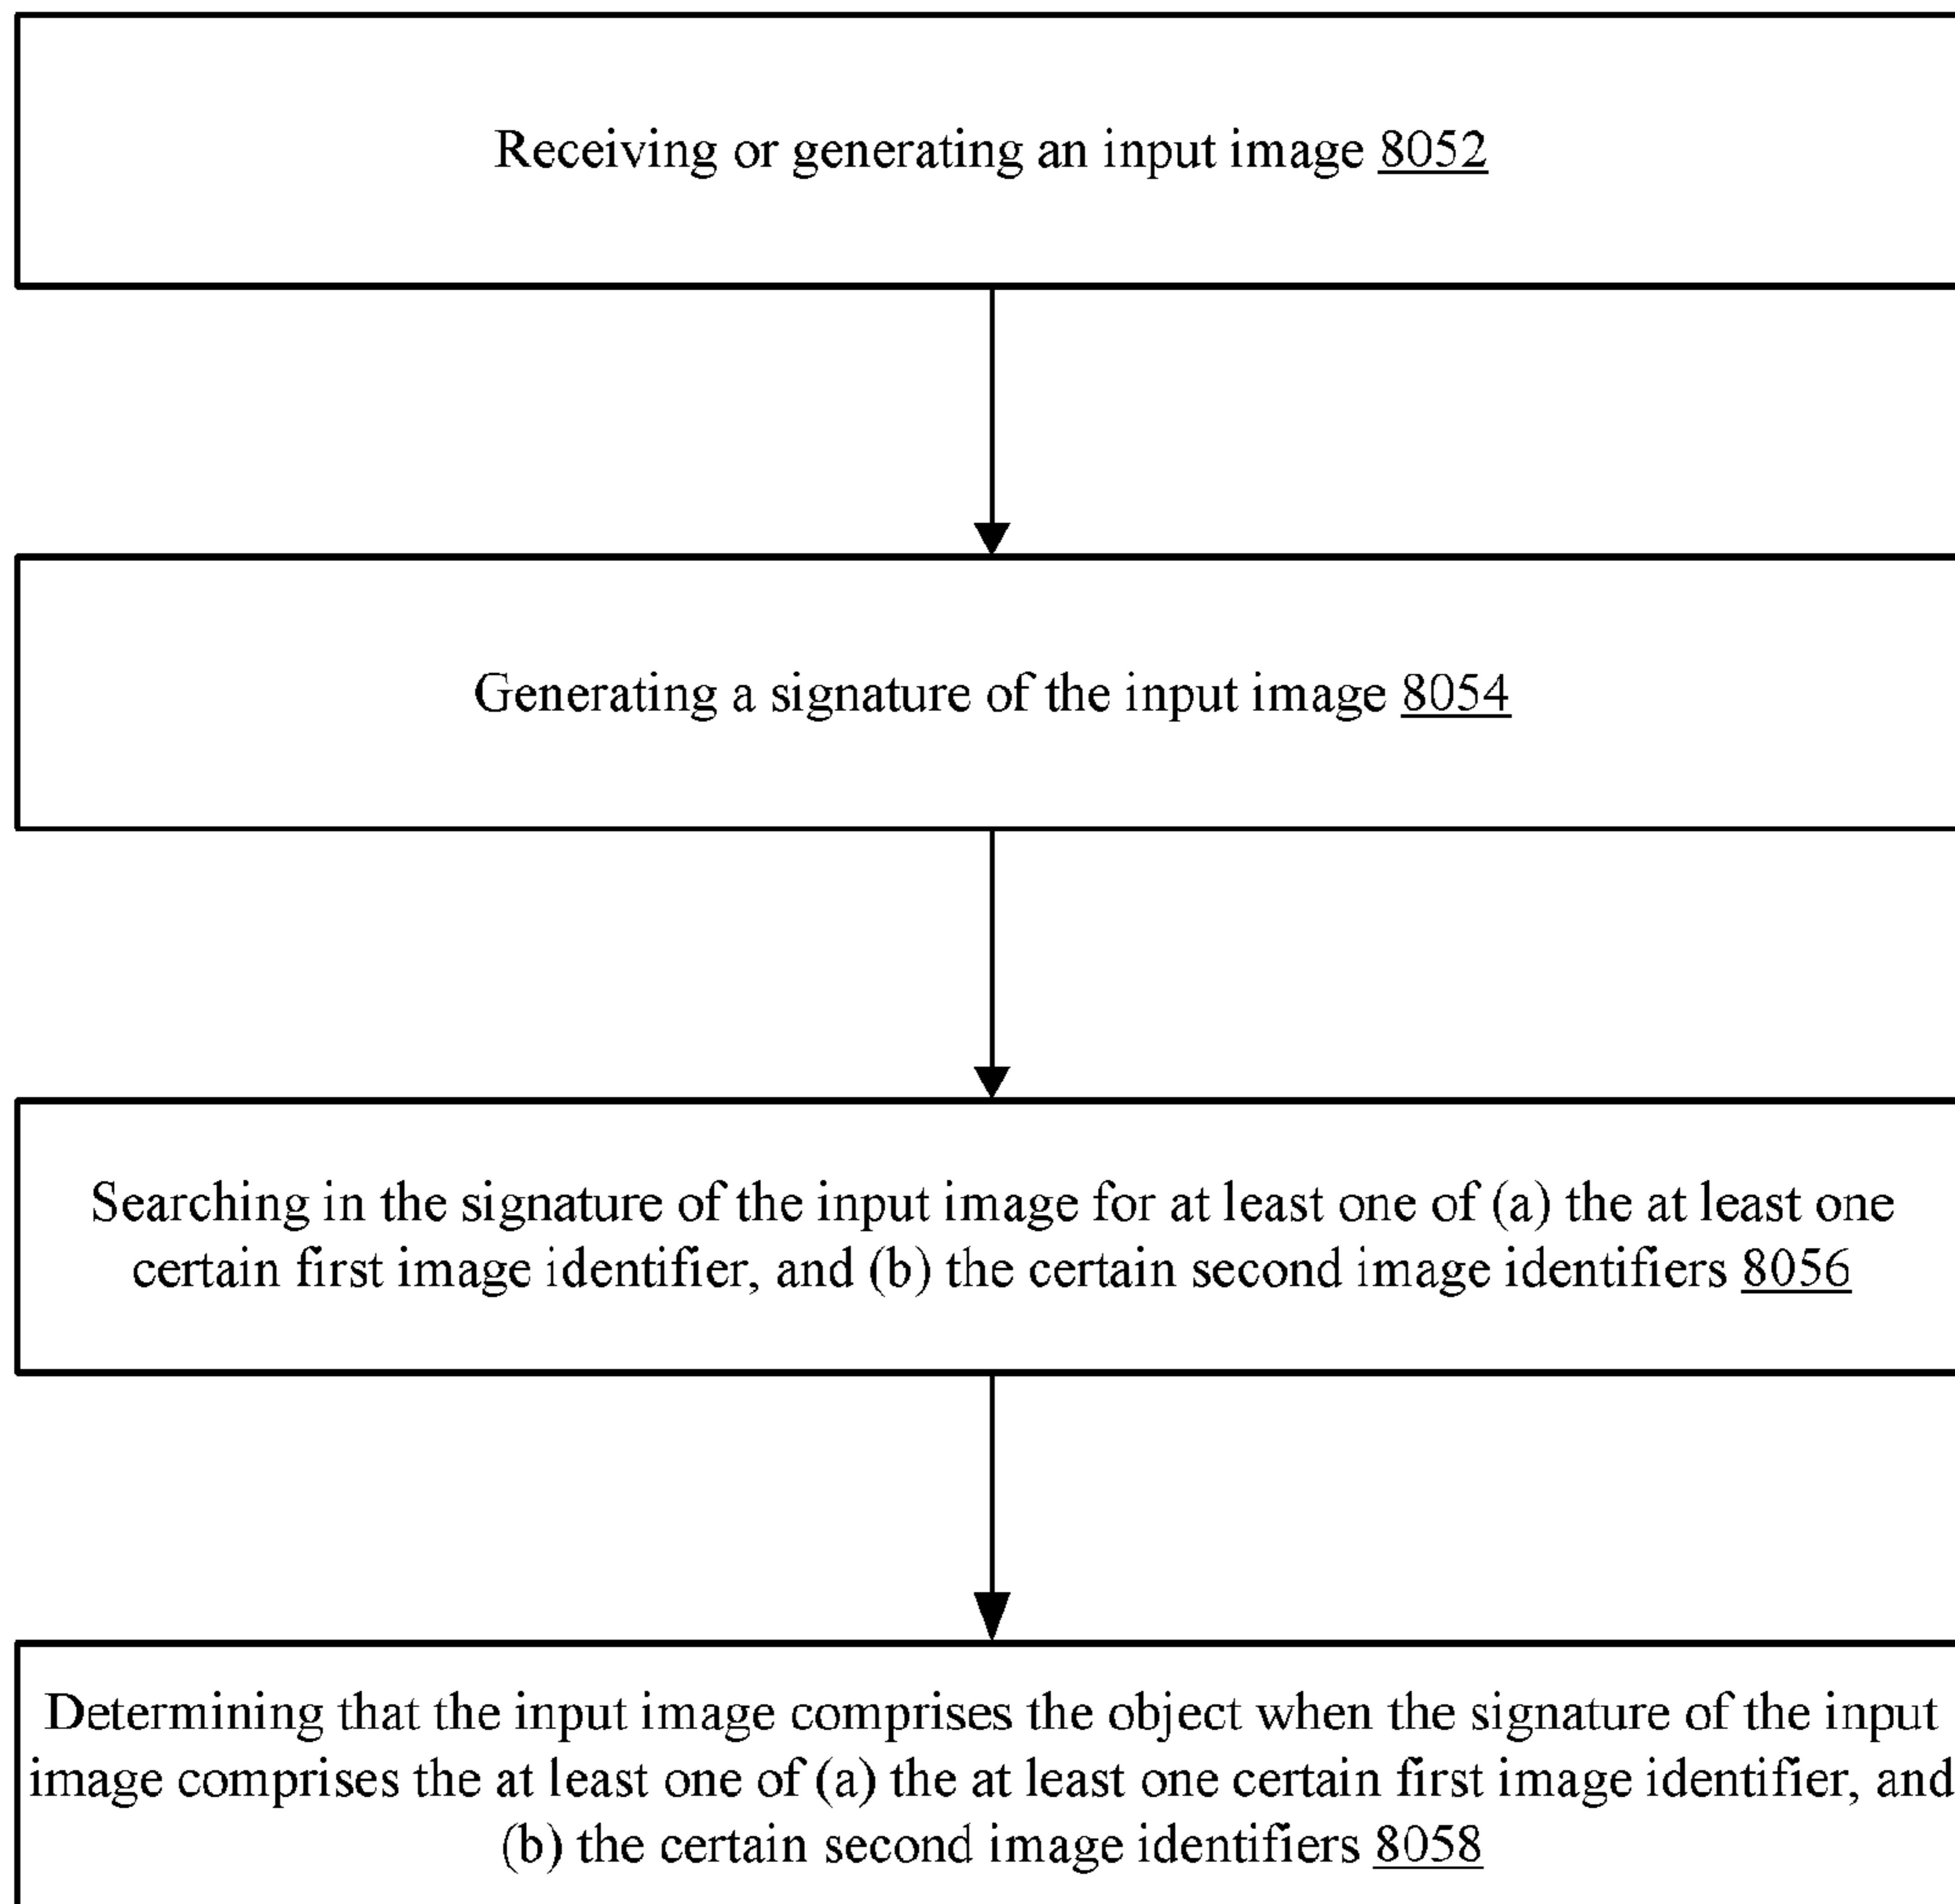 Receiving or generating an input image 8052
Generating a signature of the input image 8054
Searching in the signature of the input image for at least one of (a) the at least one
certain first image identifier, and (b) the certain second image identifiers 8056
Determining that the input image comprises the object when the signature of the input
image comprises the at least one of (a) the at least one certain first image identifier, and
(b) the certain second image identifiers 8058